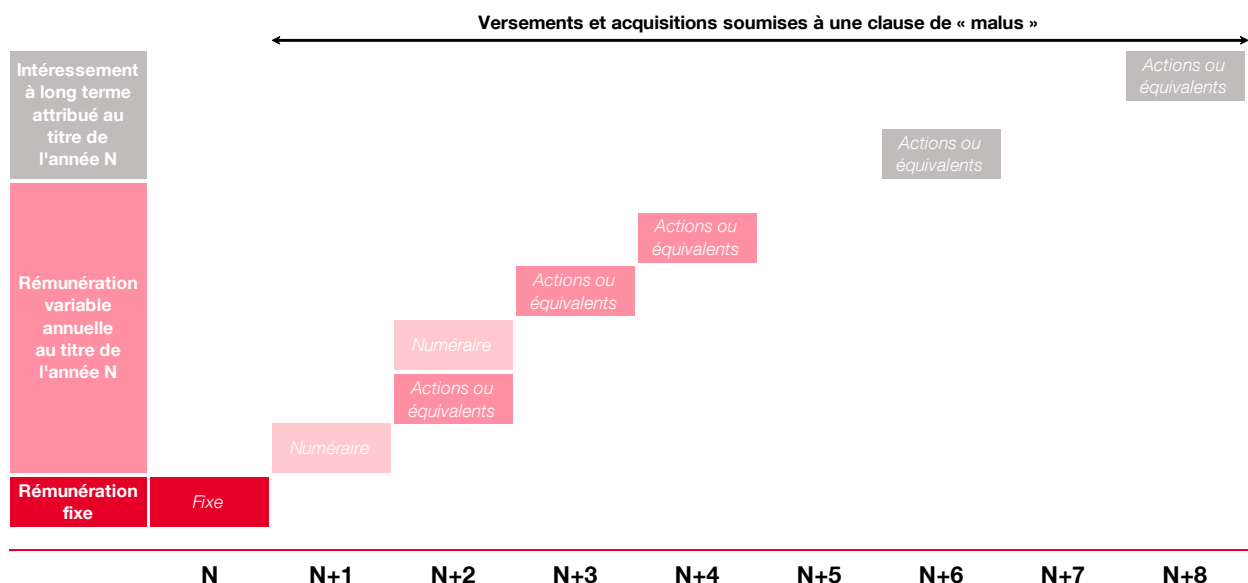 Versements et acquisitions soumises à une clause de « malus »
Intéressement
à long terme
attribué au
titre de
l'année N
Actions ou
équivalents
Actions ou
équivalents
Rémunération
variable
annuelle
au titre de
l'année N
Actions ou
équivalents
Actions ou
équivalents
Numéraire
Actions ou
équivalents
Numéraire
Rémunération
fixe
Fixe
N N+1 N+2 N+3 N+4 N+5 N+6 N+7 N+8